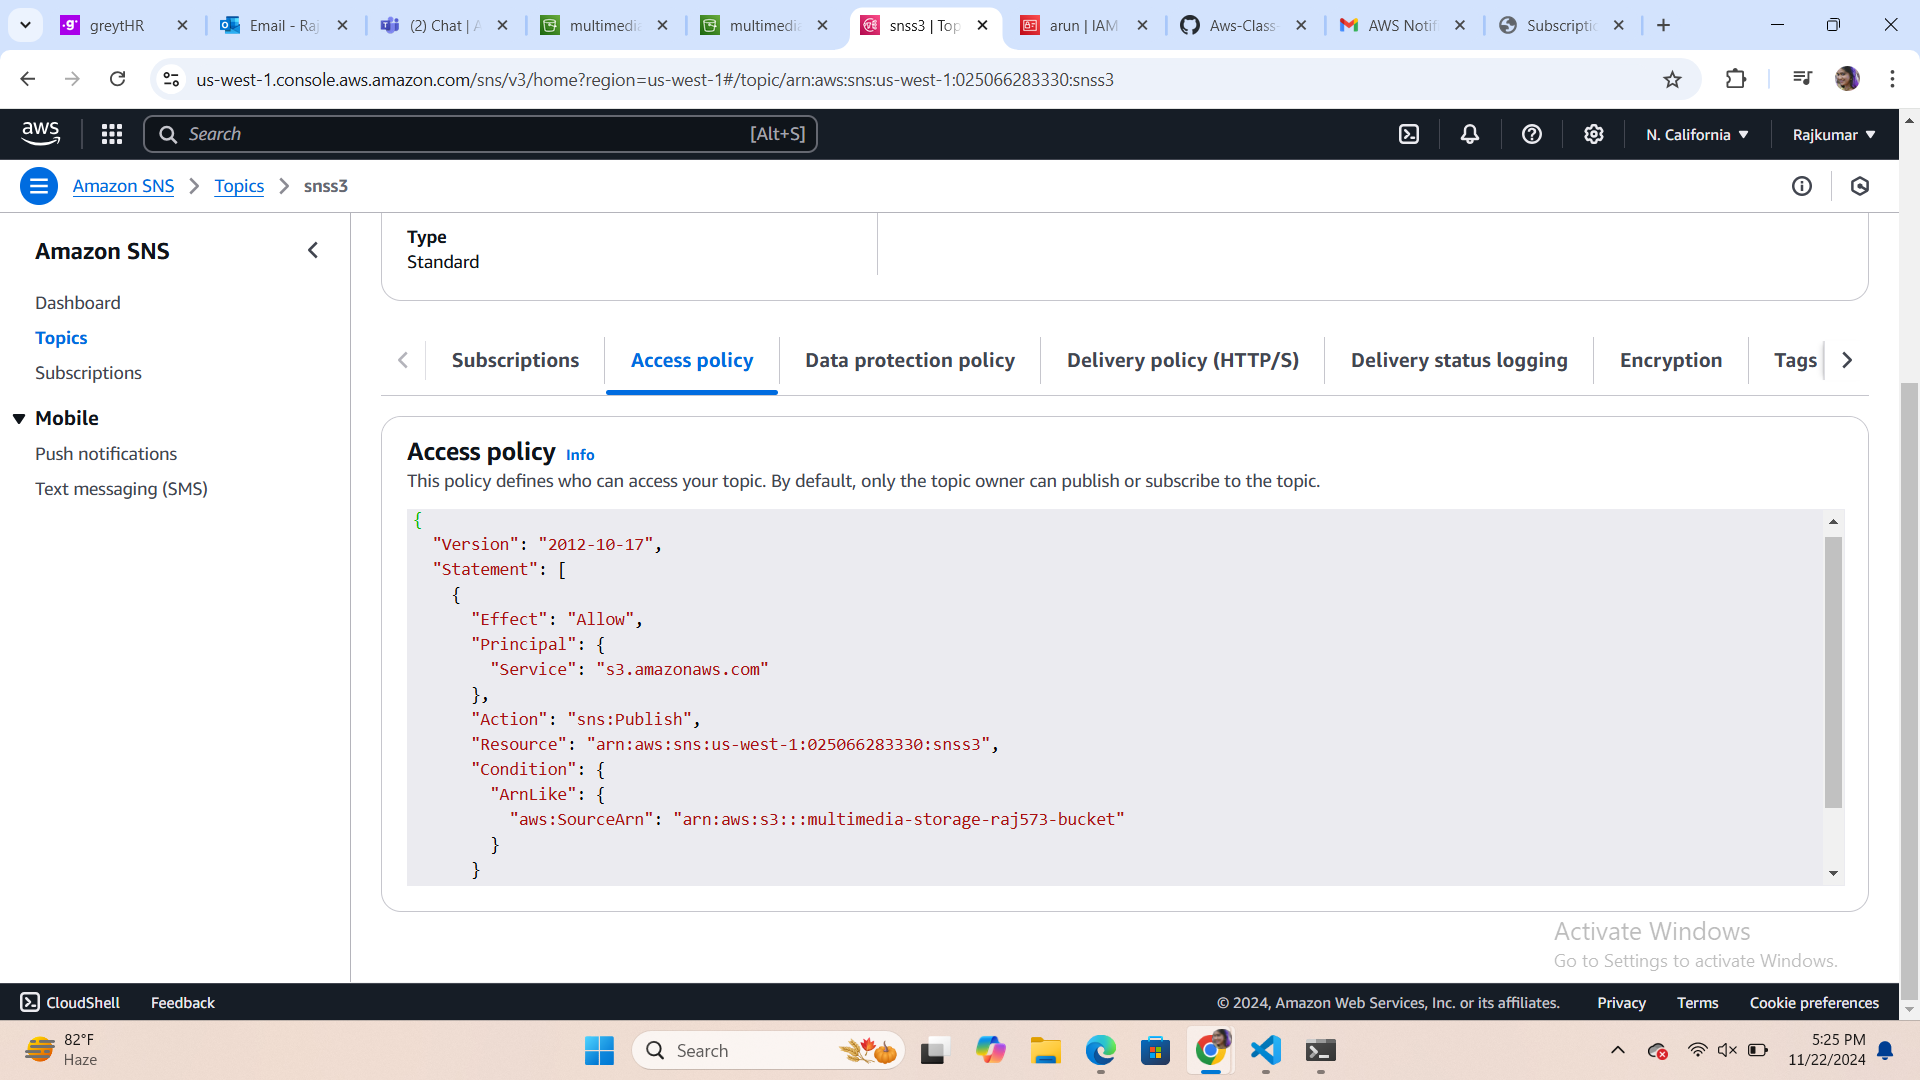 greytHR
Email - Raj
(2) Chat | A
multimedia
multimedia
snss3 | Top
arun | IAM
Aws-Class-
AWS Notif
Subscriptio
us-west-1.console.aws.amazon.com/sns/v3/home?region=us-west-1#/topic/arn:aws:sns:us-west-1:025066283330:snss3
aws
Search
[Alt+S]
N. California
Rajkumar
Amazon SNS
Topics
snss3
Amazon SNS
Dashboard
Topics
Subscriptions
Mobile
Push notifications
Text messaging (SMS)
Type
Standard
Subscriptions
Access policy
Data protection policy
Delivery policy (HTTP/S)
Delivery status logging
Encryption
Tags
Access policy Info
This policy defines who can access your topic. By default, only the topic owner can publish or subscribe to the topic.
{
"Version": "2012-10-17",
"Statement": [
{
"Effect": "Allow",
"Principal": {
"Service": "s3.amazonaws.com"
},
"Action": "sns:Publish",
"Resource": "arn:aws:sns:us-west-1:025066283330:snss3",
"Condition": {
"ArnLike": {
"aws:SourceArn": "arn:aws:s3:::multimedia-storage-raj573-bucket"
}
}
Activate Windows
Go to Settings to activate Windows.
CloudShell
Feedback
© 2024, Amazon Web Services, Inc. or its affiliates.
Privacy
Terms
Cookie preferences
82°F
Haze
Search
5:25 PM
11/22/2024